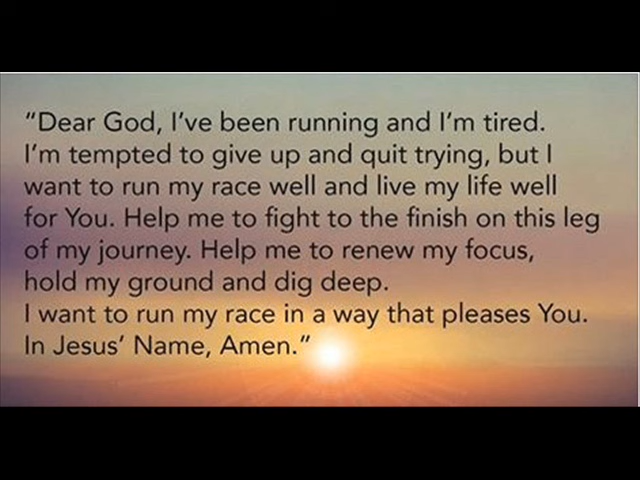 "Dear God, I've been running and I'm tired.
I'm tempted to give up and quit trying, but I
want to run my race well and live my life well
for You. Help me to fight to the finish on this leg
of my journey. Help me to renew my focus,
hold my ground and dig deep.
I want to run my race in a way that pleases You.
In Jesus' Name, Amen."